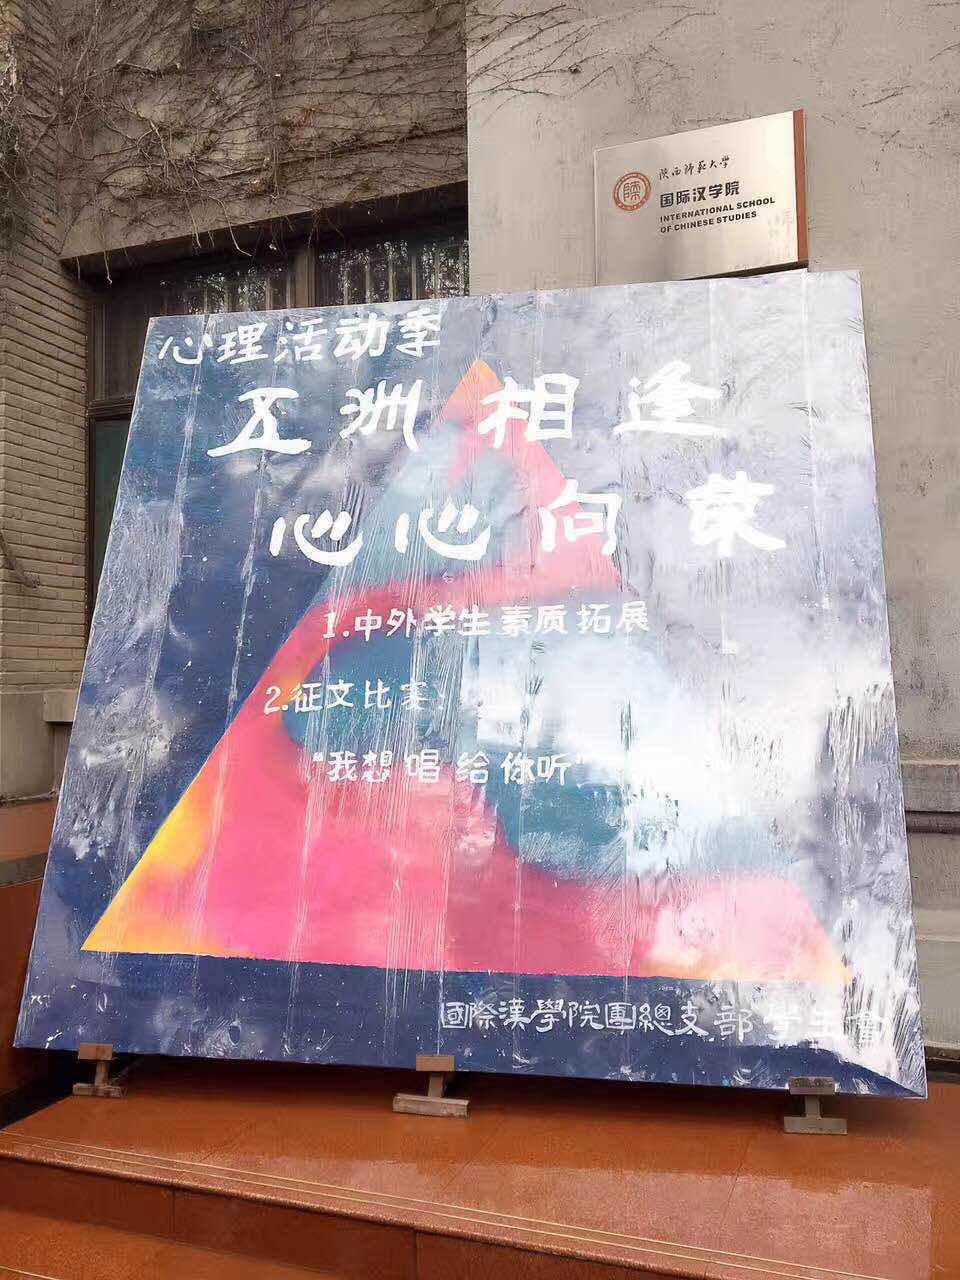 陕西师范大学
国际汉学院
INTERNATIONAL SCHOOL
OF CHINESE STUDIES
心理活动季
五洲相逢
心心向荣
1.中外学生素质拓展
2.征文比赛:
"我想唱给你听"
國際漢學院團總支部學生會